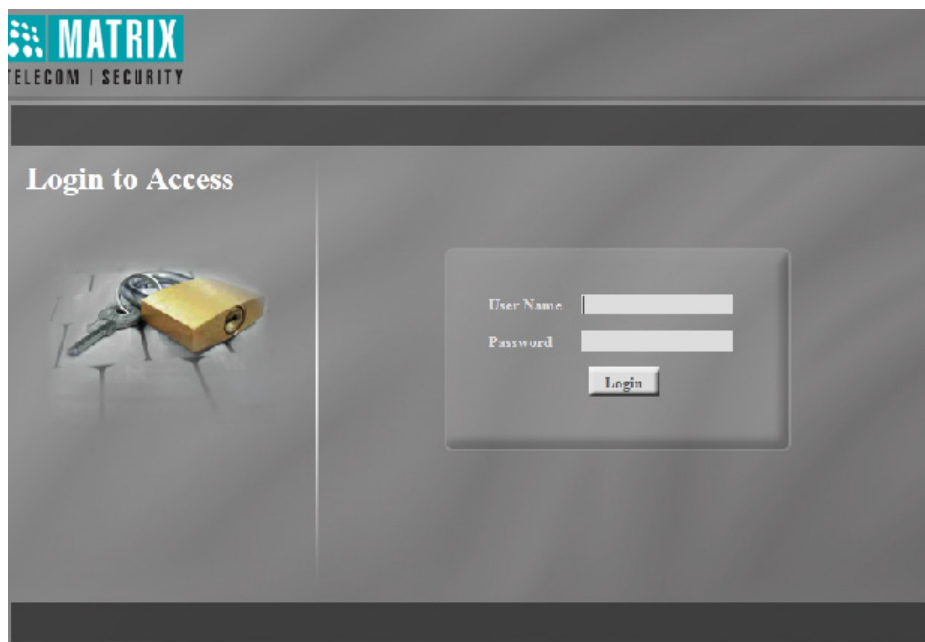 MATRIX
TELECOM | SECURITY
Login to Access
User Name
Password
Login